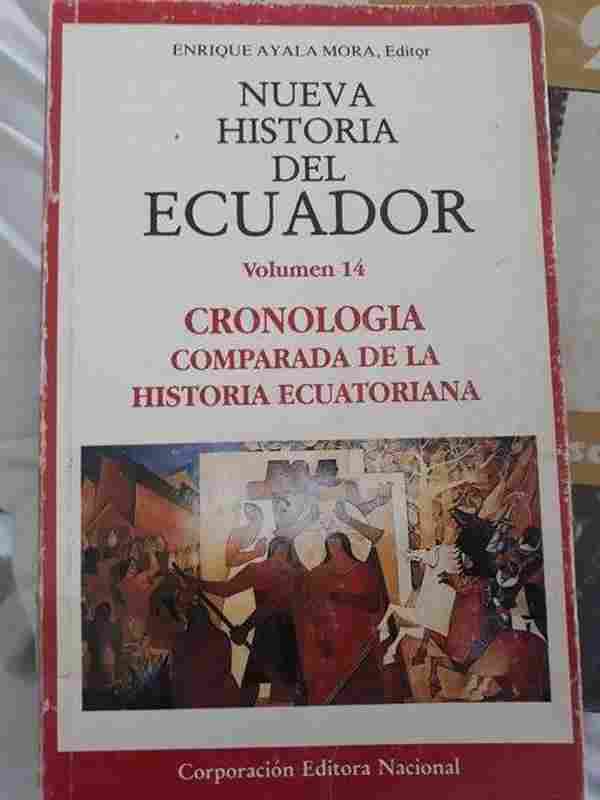 ENRIQUE AYALA MORA, Editor
NUEVA
HISTORIA
DEL
ECUADOR
Volumen 14
CRONOLOGIA
COMPARADA DE LA
HISTORIA ECUATORIANA
Corporación Editora Nacional